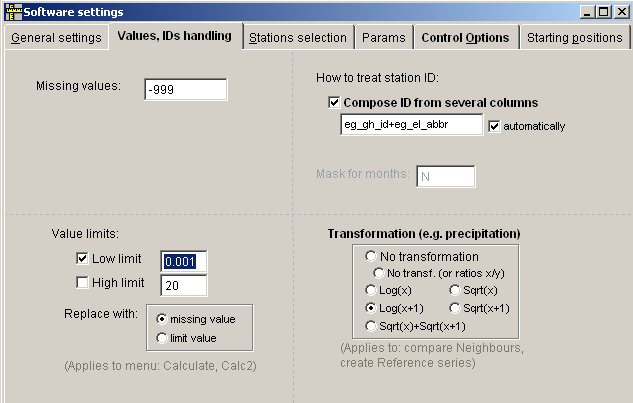 Software settings
General settings
Values, IDs handling
Stations selection
Params
Control Options
Starting positions
Missing values:
-999
How to treat station ID:
Compose ID from several columns
eg_gh_id+eg_el_abbr
automatically
Mask for months:
N
Value limits:
Low limit
0.001
High limit
20
Replace with:
missing value
limit value
(Applies to menu: Calculate, Calc2)
Transformation (e.g. precipitation)
No transformation
No transf. (or ratios x/y)
Log(x)
Sqrt(x)
Log(x+1)
Sqrt(x+1)
Sqrt(x)+Sqrt(x+1)
(Applies to: compare Neighbours,
create Reference series)